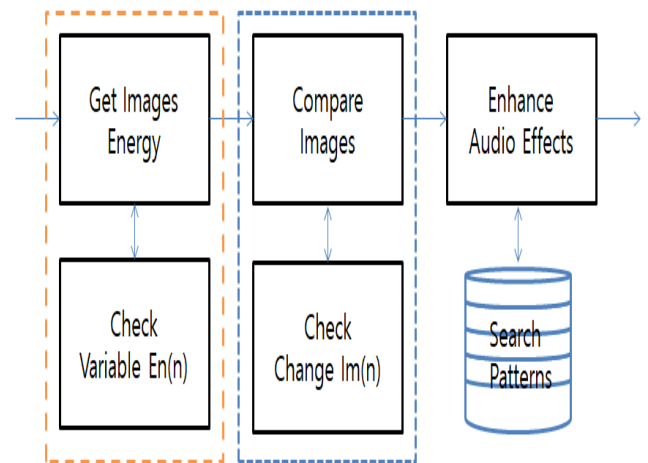 Get Images
Energy
Compare
Images
Enhance
Audio Effects
Check
Variable En(n)
Check
Change Im(n)
Search
Patterns